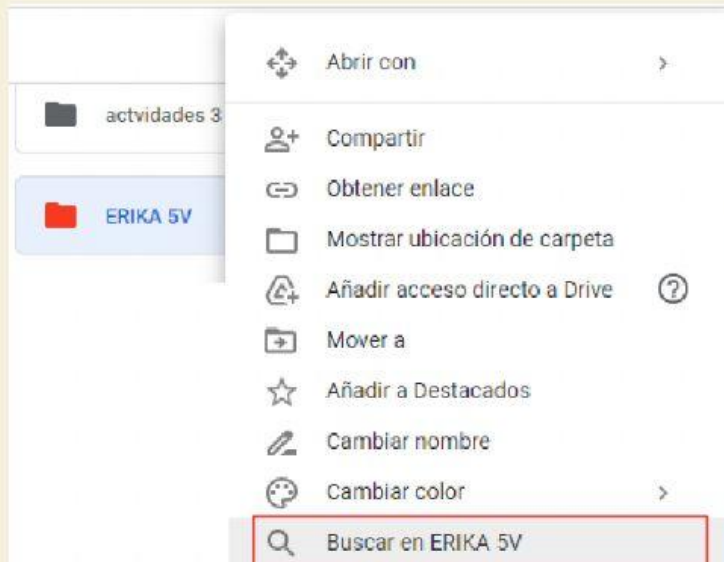 Abrir con
actvidades 3
Compartir
Obtener enlace
ERIKA 5V
Mostrar ubicación de carpeta
Añadir acceso directo a Drive
Mover a
Añadir a Destacados
Cambiar nombre
Cambiar color
Buscar en ERIKA 5V